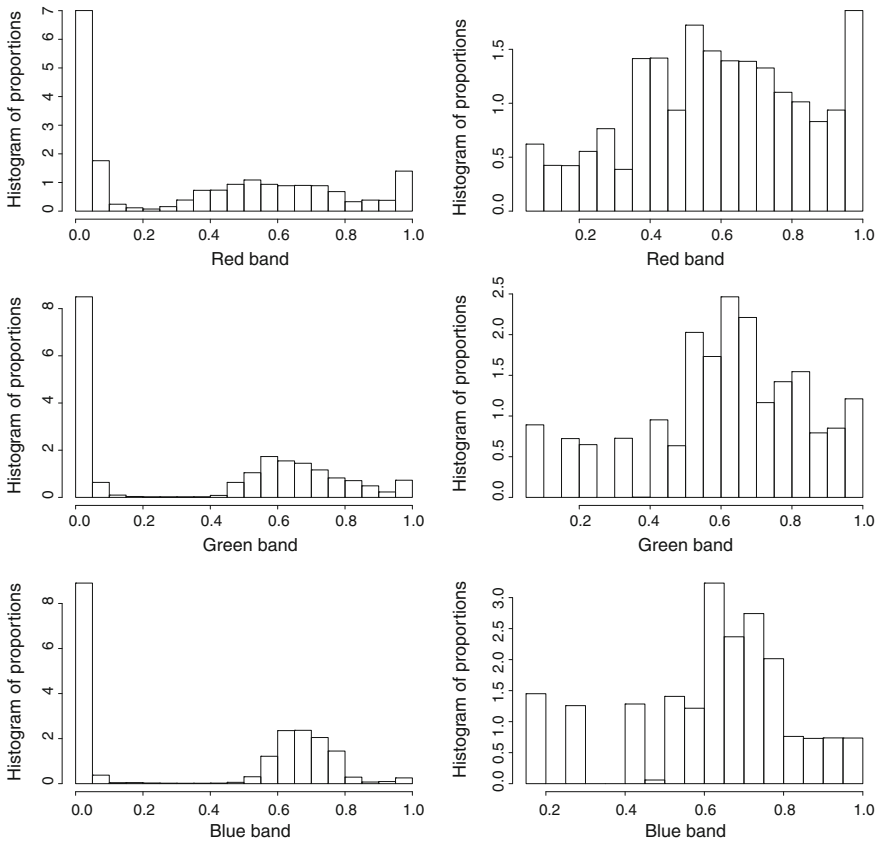 Histogram of proportions
0 1 2 3 4 5 6 7
0.0 0.2 0.4 0.6 0.8 1.0
Red band
Histogram of proportions
0.0 0.5 1.0 1.5
0.2 0.4 0.6 0.8 1.0
Red band
Histogram of proportions
0 2 4 6 8
0.0 0.2 0.4 0.6 0.8 1.0
Green band
Histogram of proportions
0.0 0.5 1.0 1.5 2.0 2.5
0.2 0.4 0.6 0.8 1.0
Green band
Histogram of proportions
0 2 4 6 8
0.0 0.2 0.4 0.6 0.8 1.0
Blue band
Histogram of proportions
0.0 0.5 1.0 1.5 2.0 2.5 3.0
0.2 0.4 0.6 0.8 1.0
Blue band